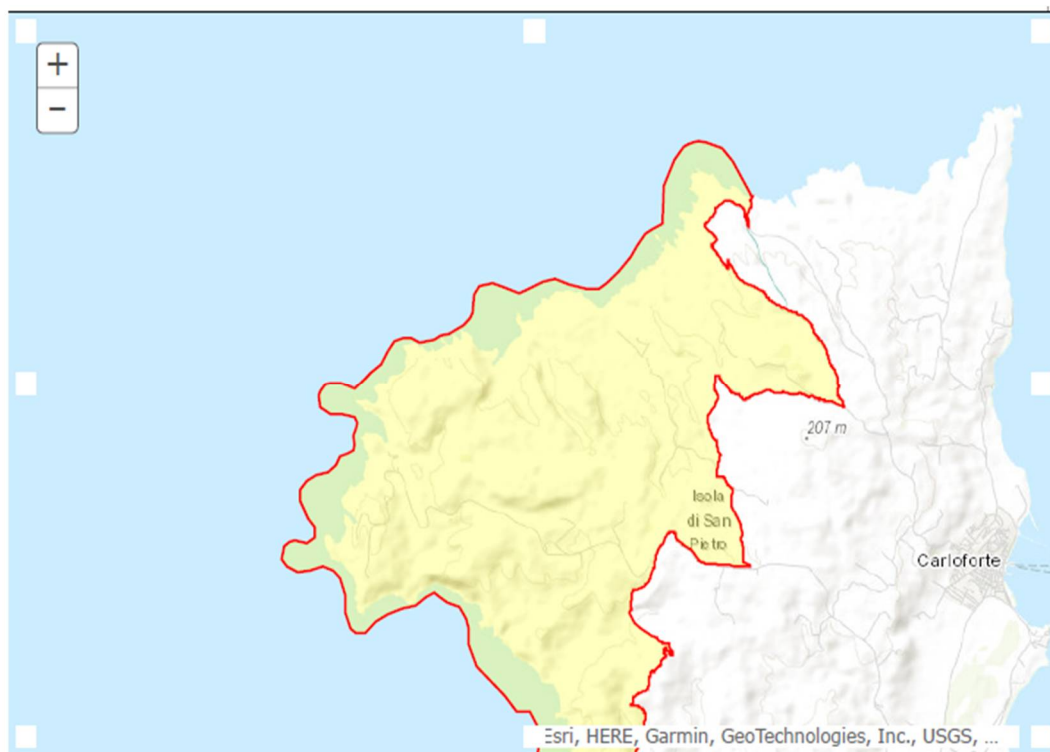 +
−
207 m
Isola
di San
Pietro
Carloforte
Esri, HERE, Garmin, GeoTechnologies, Inc., USGS, ...